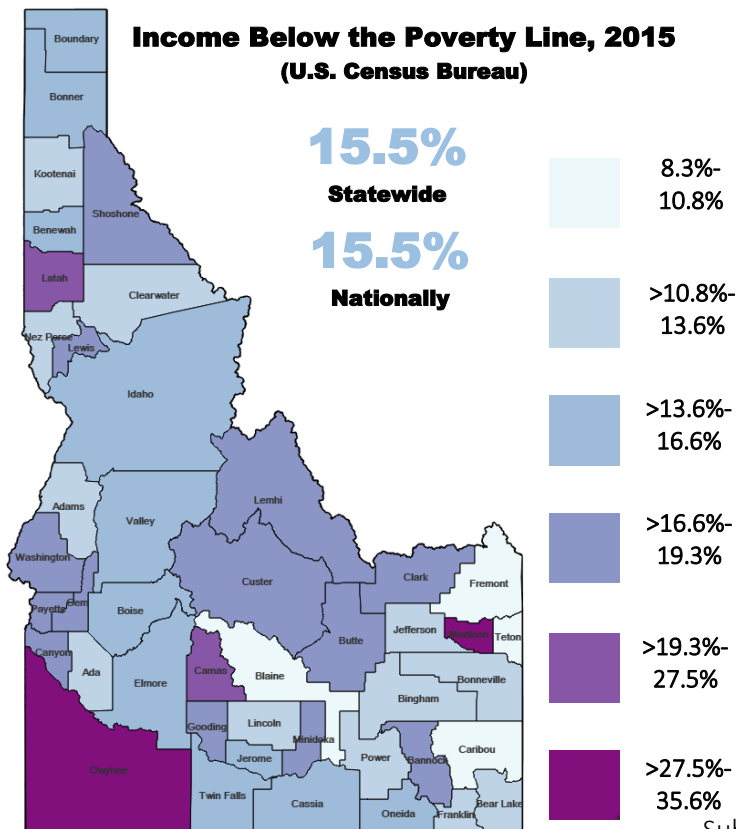 Income Below the Poverty Line, 2015
(U.S. Census Bureau)
15.5%
Statewide
15.5%
Nationally
8.3%-
10.8%
>10.8%-
13.6%
>13.6%-
16.6%
>16.6%-
19.3%
>19.3%-
27.5%
>27.5%-
35.6%
Boundary
Bonner
Kootenai
Shoshone
Benewah
Latah
Clearwater
Nez Perce
Lewis
Idaho
Adams
Lemhi
Valley
Washington
Custer
Clark
Fremont
Payette
Gem
Boise
Jefferson
Madison
Teton
Butte
Canyon
Ada
Camas
Blaine
Elmore
Bonneville
Bingham
Gooding
Lincoln
Minidoka
Caribou
Jerome
Power
Bannock
Owyhee
Twin Falls
Cassia
Oneida
Franklin
Bear Lake